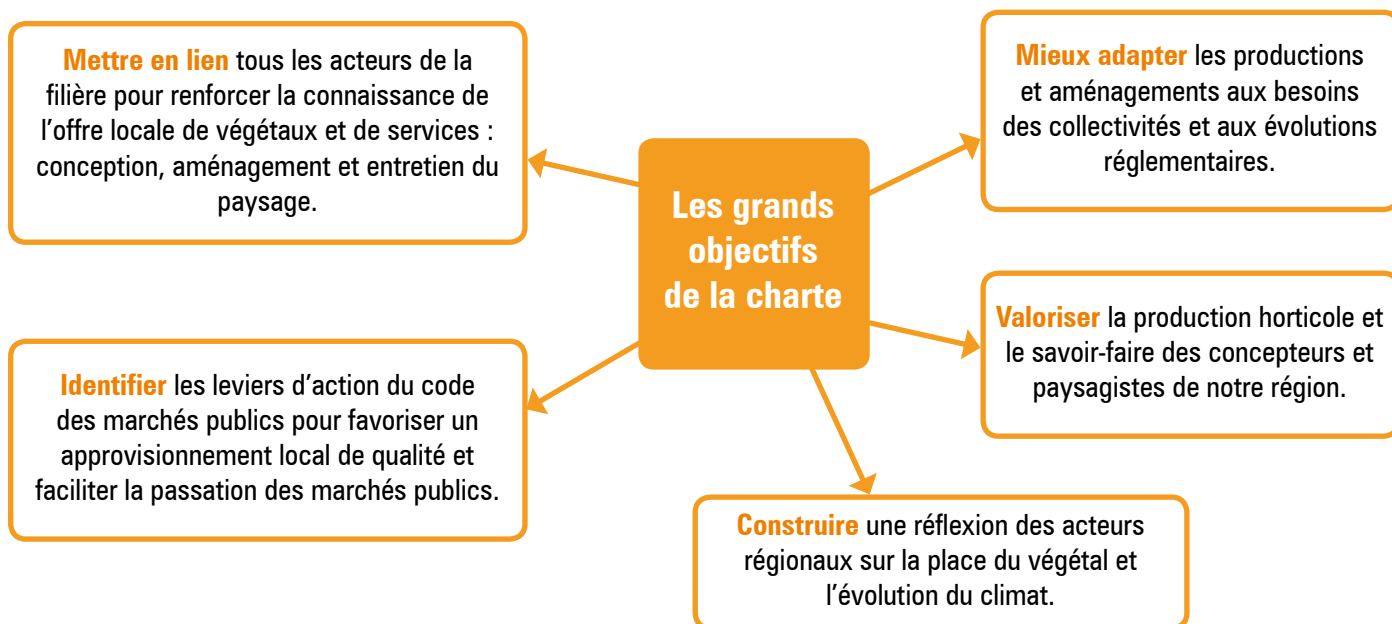 Mettre en lien tous les acteurs de la
filière pour renforcer la connaissance de
l'offre locale de végétaux et de services :
conception, aménagement et entretien du
paysage.
Mieux adapter les productions
et aménagements aux besoins
des collectivités et aux évolutions
réglementaires.
Les grands
objectifs
de la charte
Valoriser la production horticole et
le savoir-faire des concepteurs et
paysagistes de notre région.
Identifier les leviers d'action du code
des marchés publics pour favoriser un
approvisionnement local de qualité et
faciliter la passation des marchés publics.
Construire une réflexion des acteurs
régionaux sur la place du végétal et
l'évolution du climat.